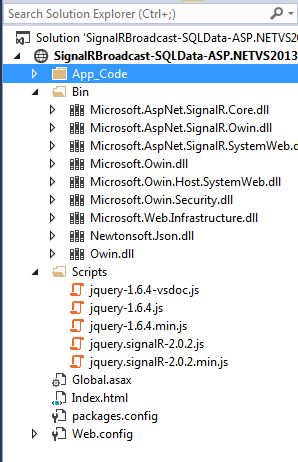 Search Solution Explorer (Ctrl+;)
Solution 'SignalRBroadcast-SQLData-ASP.NETVS2013
SignalRBroadcast-SQLData-ASP.NETVS2013
App_Code
Bin
Microsoft.AspNet.SignalR.Core.dll
Microsoft.AspNet.SignalR.Owin.dll
Microsoft.AspNet.SignalR.SystemWeb.d
Microsoft.Owin.dll
Microsoft.Owin.Host.SystemWeb.dll
Microsoft.Owin.Security.dll
Microsoft.Web.Infrastructure.dll
Newtonsoft.Json.dll
Owin.dll
Scripts
jquery-1.6.4-vsdoc.js
jquery-1.6.4.js
jquery-1.6.4.min.js
jquery.signalR-2.0.2.js
jquery.signalR-2.0.2.min.js
Global.asax
Index.html
packages.config
Web.config